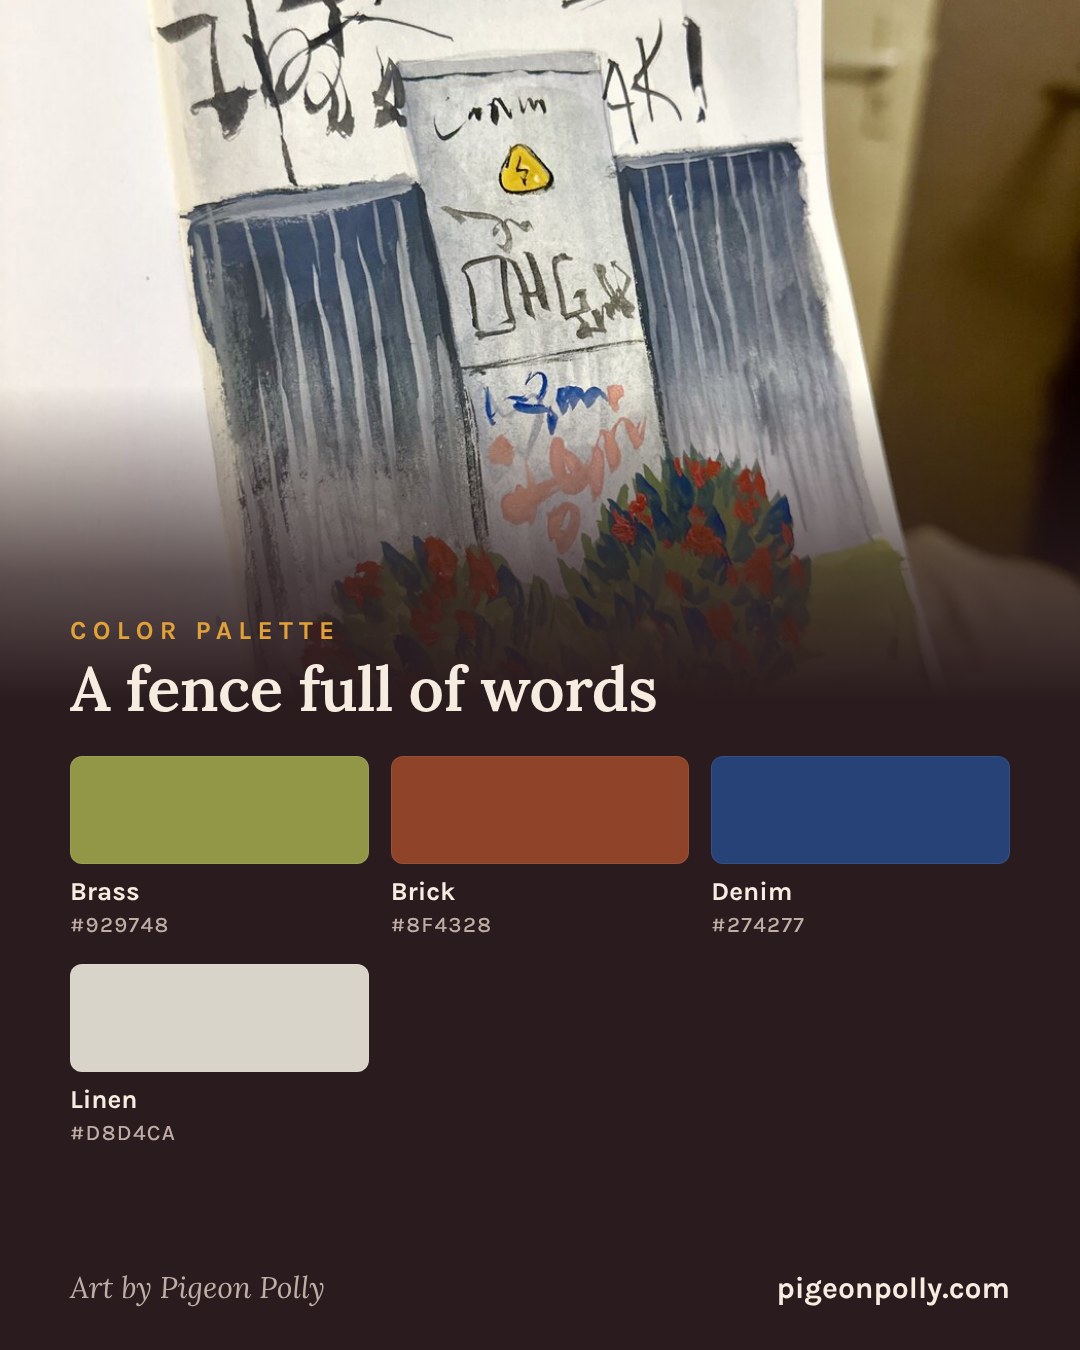 COLOR PALETTE
A fence full of words
Brass
#929748
Brick
#8F4328
Denim
#274277
Linen
#D8D4CA
Art by Pigeon Polly
pigeonpolly.com